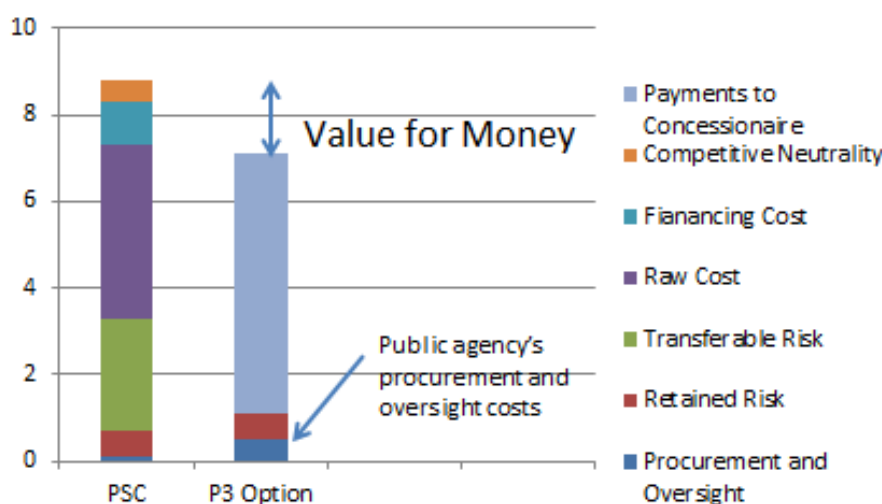 10
8
6
4
2
0
PSC
P3 Option
Value for Money
Public agency's
procurement and
oversight costs
Payments to
Concessionaire
Competitive Neutrality
Fianancing Cost
Raw Cost
Transferable Risk
Retained Risk
Procurement and
Oversight